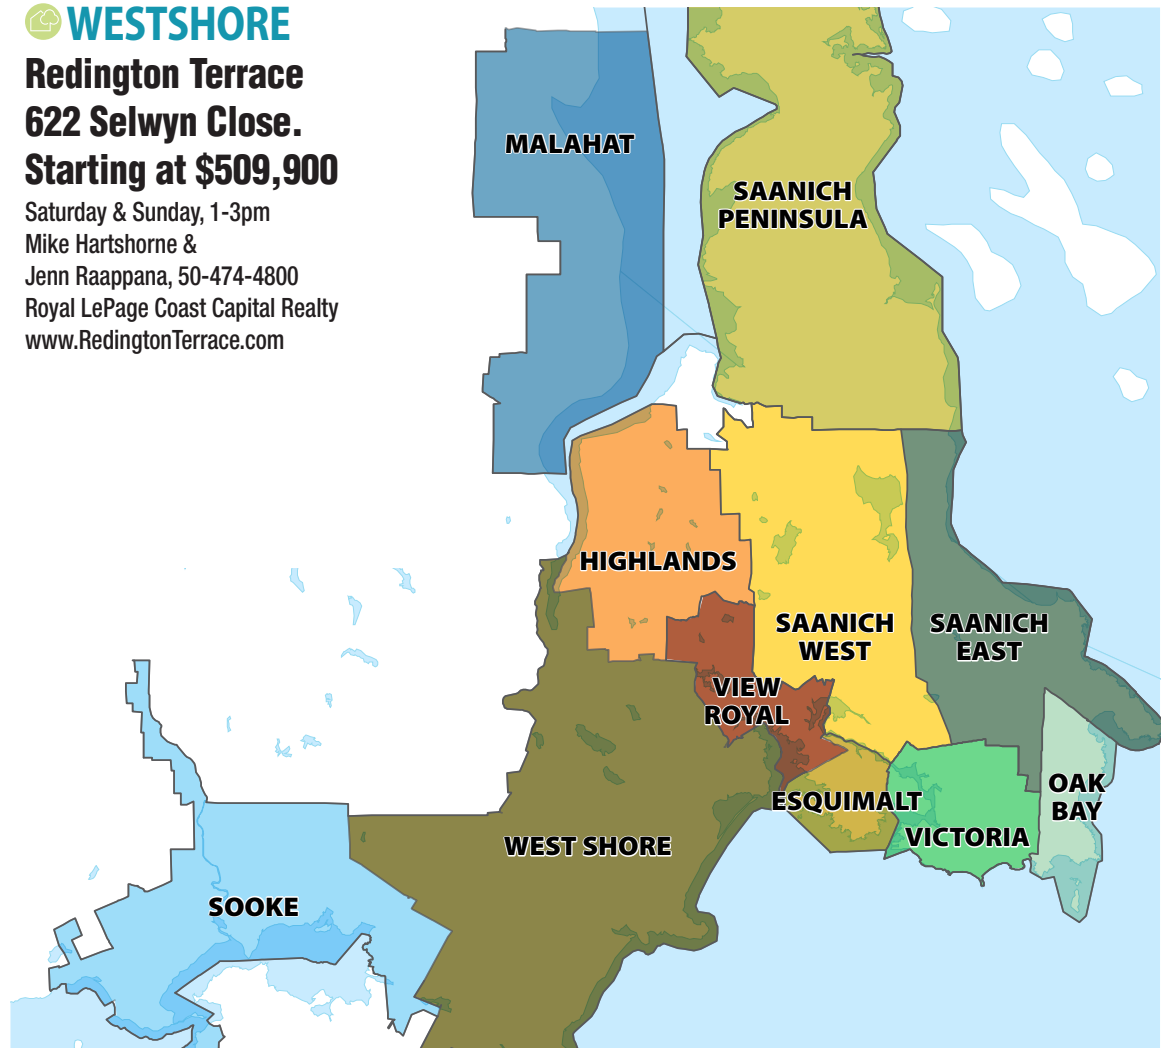 WESTSHORE
Redington Terrace
622 Selwyn Close.
Starting at $509,900
Saturday & Sunday, 1-3pm
Mike Hartshorne &
Jenn Raappana, 50-474-4800
Royal LePage Coast Capital Realty
www.RedingtonTerrace.com
MALAHAT
SAANICH
PENINSULA
HIGHLANDS
SAANICH
WEST
SAANICH
EAST
VIEW
ROYAL
ESQUIMALT
VICTORIA
OAK
BAY
WEST SHORE
SOOKE